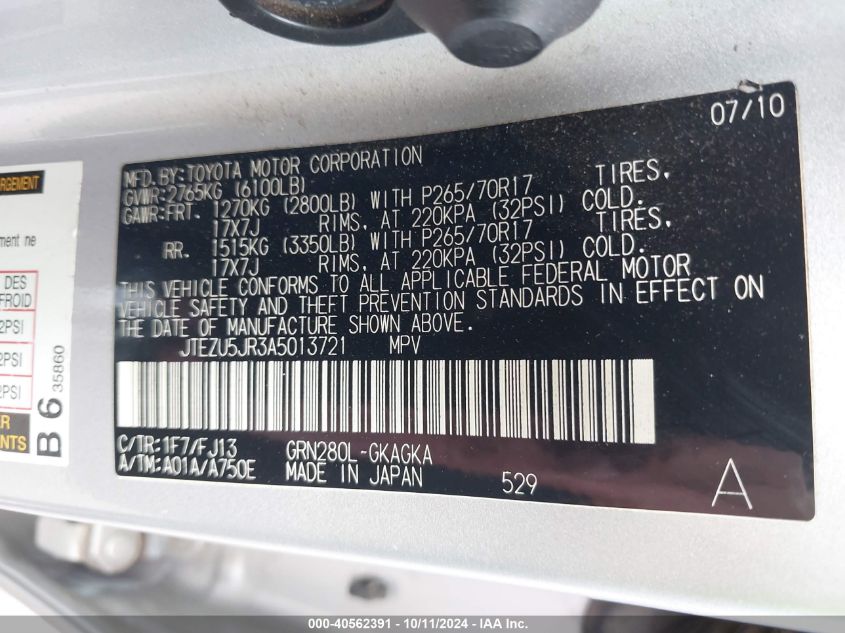 07/10
MFD.BY:TOYOTA MOTOR CORPORATION
GVWR:2765KG (6100LB)
GAWR:FRT. 1270KG (2800LB) WITH P265/70R17 TIRES,
17X7J RIMS, AT 220KPA (32PSI) COLD.
RR. 1515KG (3350LB) WITH P265/70R17 TIRES,
17X7J RIMS, AT 220KPA (32PSI) COLD.
THIS VEHICLE CONFORMS TO ALL APPLICABLE FEDERAL MOTOR
VEHICLE SAFETY AND THEFT PREVENTION STANDARDS IN EFFECT ON
THE DATE OF MANUFACTURE SHOWN ABOVE.
JTEZU5JR3A5013721 MPV
C/TR:1F7/FJ13 GRN280L-GKAGKA
A/TM:A01A/A750E MADE IN JAPAN 529 A
ne
DES
FROID
B6 35860
000-40562391 - 10/11/2024 - IAA Inc.